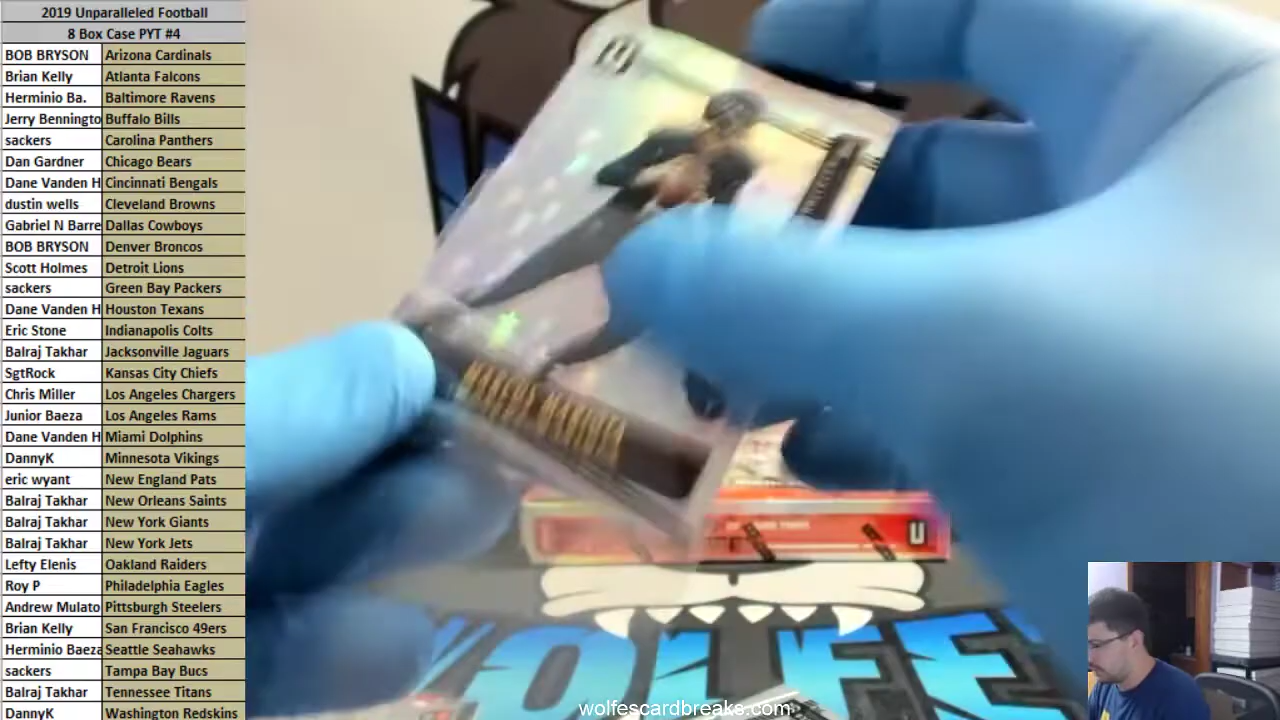 2019 Unparalleled Football
8 Box Case PYT #4
BOB BRYSON Arizona Cardinals
Brian Kelly Atlanta Falcons
Herminio Ba. Baltimore Ravens
Jerry Benningto Buffalo Bills
sackers Carolina Panthers
Dan Gardner Chicago Bears
Dane Vanden H Cincinnati Bengals
dustin wells Cleveland Browns
Gabriel N Barre Dallas Cowboys
BOB BRYSON Denver Broncos
Scott Holmes Detroit Lions
sackers Green Bay Packers
Dane Vanden H Houston Texans
Eric Stone Indianapolis Colts
Balraj Takhar Jacksonville Jaguars
SgtRock Kansas City Chiefs
Chris Miller Los Angeles Chargers
Junior Baeza Los Angeles Rams
Dane Vanden H Miami Dolphins
DannyK Minnesota Vikings
eric wyant New England Pats
Balraj Takhar New Orleans Saints
Balraj Takhar New York Giants
Balraj Takhar New York Jets
Lefty Elenis Oakland Raiders
Roy P Philadelphia Eagles
Andrew Mulato Pittsburgh Steelers
Brian Kelly San Francisco 49ers
Herminio Baeza Seattle Seahawks
sackers Tampa Bay Bucs
Balraj Takhar Tennessee Titans
DannyK Washington Redskins
U
WOLFE
wolfescardbreaks.com